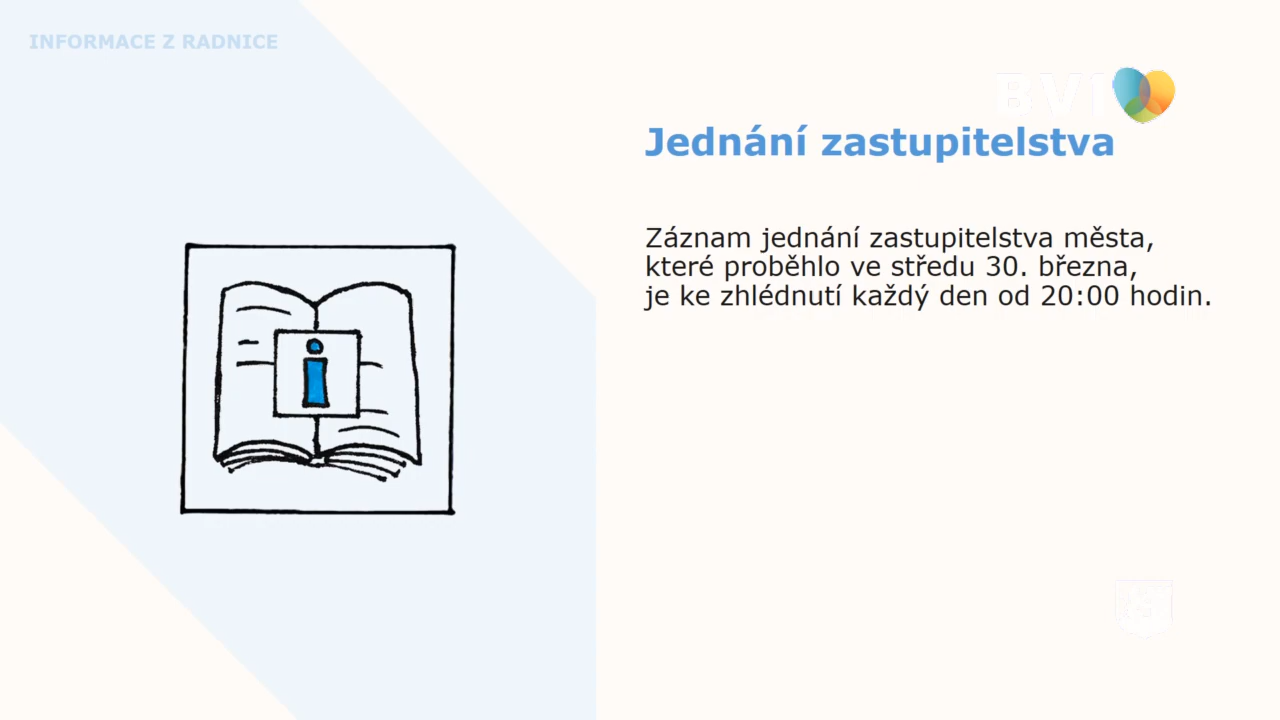 INFORMACE Z RADNICE
BVI
Jednání zastupitelstva
Záznam jednání zastupitelstva města,
které proběhlo ve středu 30. března,
je ke zhlédnutí každý den od 20:00 hodin.
i